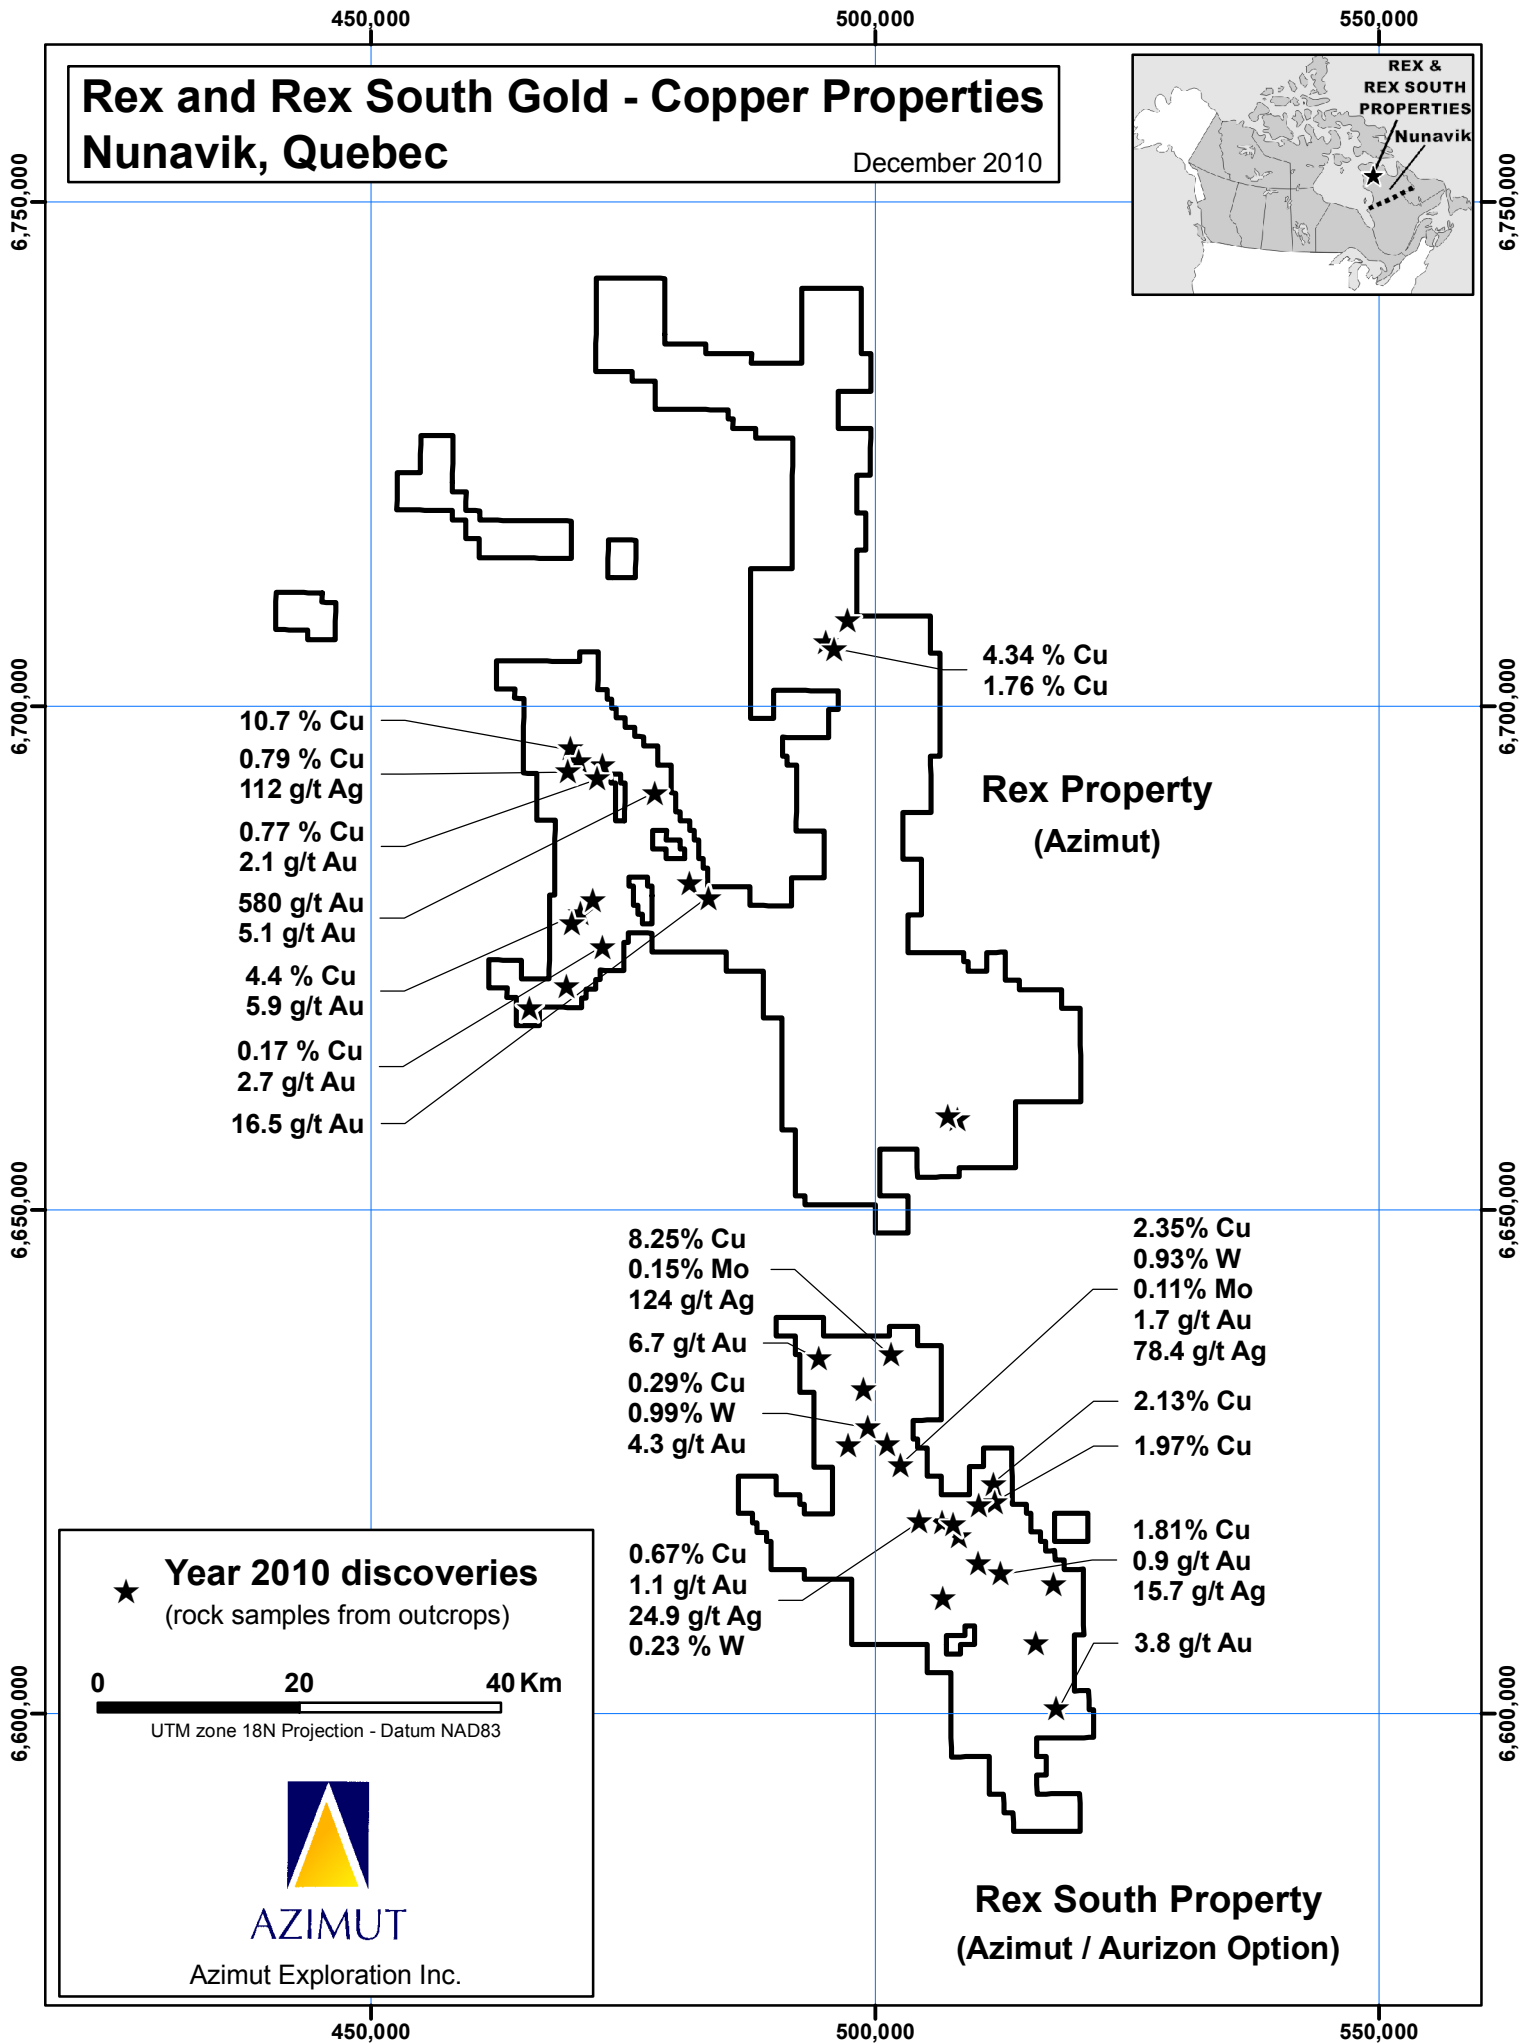 450,000
500,000
550,000
Rex and Rex South Gold - Copper Properties
Nunavik, Quebec
December 2010
REX &
REX SOUTH
PROPERTIES
Nunavik
6,750,000
6,750,000
4.34 % Cu
1.76 % Cu
6,700,000
6,700,000
10.7 % Cu
0.79 % Cu
112 g/t Ag
0.77 % Cu
2.1 g/t Au
580 g/t Au
5.1 g/t Au
4.4 % Cu
5.9 g/t Au
0.17 % Cu
2.7 g/t Au
16.5 g/t Au
Rex Property
(Azimut)
6,650,000
6,650,000
8.25% Cu
0.15% Mo
124 g/t Ag
6.7 g/t Au
0.29% Cu
0.99% W
4.3 g/t Au
0.67% Cu
1.1 g/t Au
24.9 g/t Ag
0.23 % W
2.35% Cu
0.93% W
0.11% Mo
1.7 g/t Au
78.4 g/t Ag
2.13% Cu
1.97% Cu
1.81% Cu
0.9 g/t Au
15.7 g/t Ag
3.8 g/t Au
6,600,000
6,600,000
Year 2010 discoveries
(rock samples from outcrops)
0 20 40 Km
UTM zone 18N Projection - Datum NAD83
AZIMUT
Azimut Exploration Inc.
Rex South Property
(Azimut / Aurizon Option)
450,000
500,000
550,000